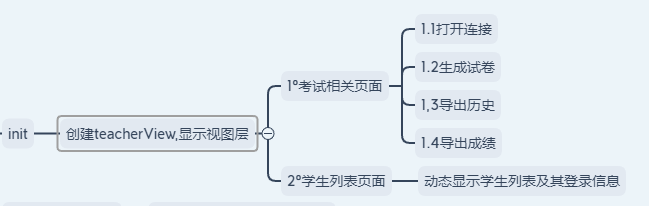 init
创建teacherView,显示视图层
1°考试相关页面
1.1打开连接
1.2生成试卷
1,3导出历史
1.4导出成绩
2°学生列表页面
动态显示学生列表及其登录信息